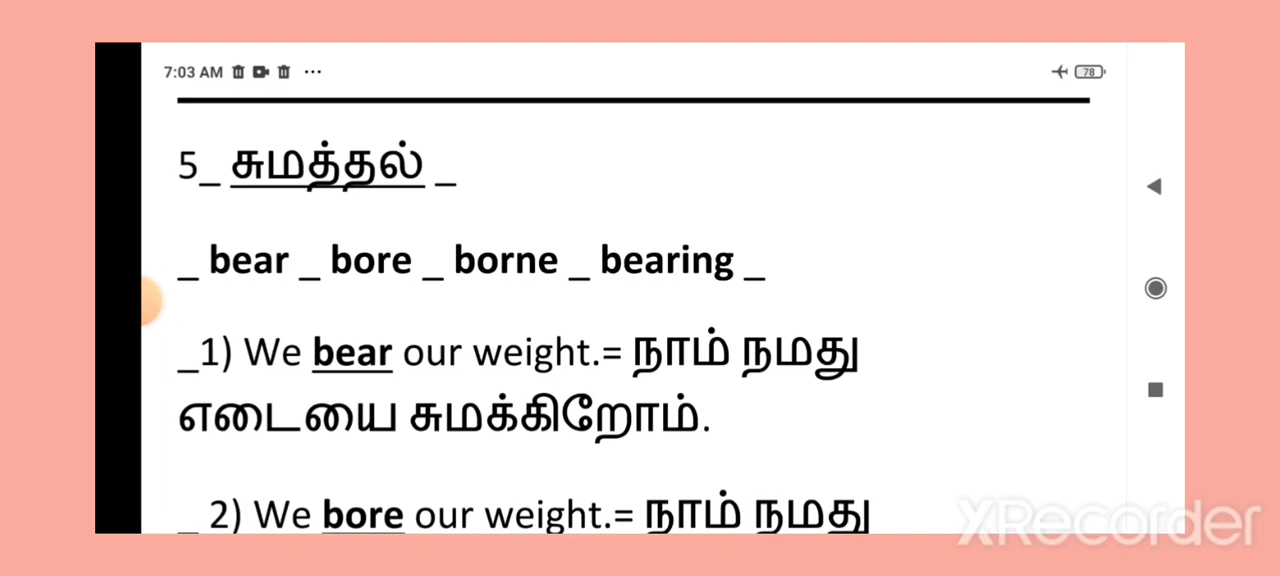 7:03 AM ...
78
5_ சுமத்தல் _
_ bear _ bore _ borne _ bearing _
_1) We bear our weight.= நாம் நமது
எடையை சுமக்கிறோம்.
_ 2) We bore our weight.= நாம் நமது
XRecorder